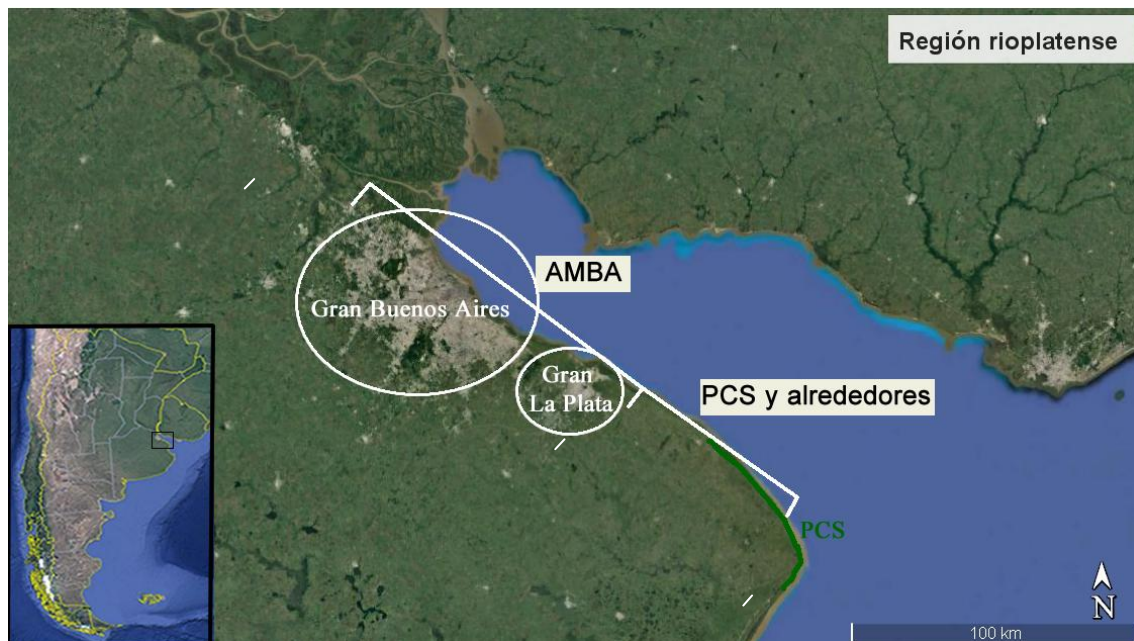 Región rioplatense
AMBA
Gran Buenos Aires
Gran
La Plata
PCS y alrededores
PCS
N
100 km